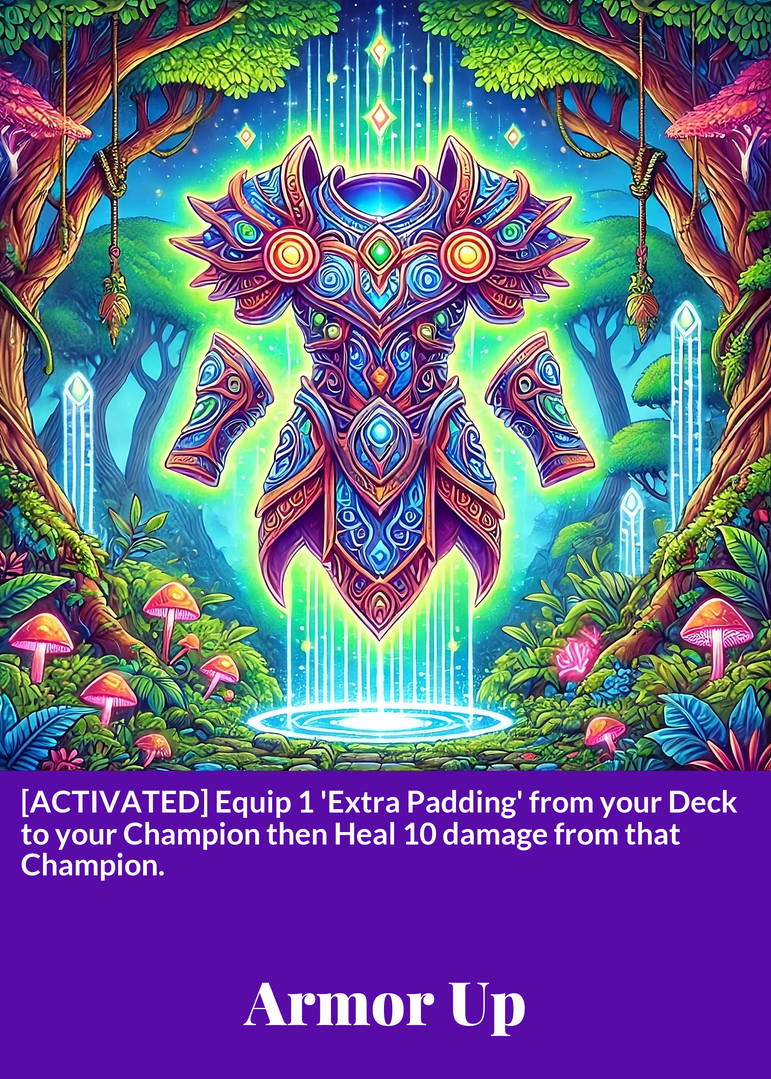 [ACTIVATED] Equip 1 'Extra Padding' from your Deck
to your Champion then Heal 10 damage from that
Champion.
Armor Up